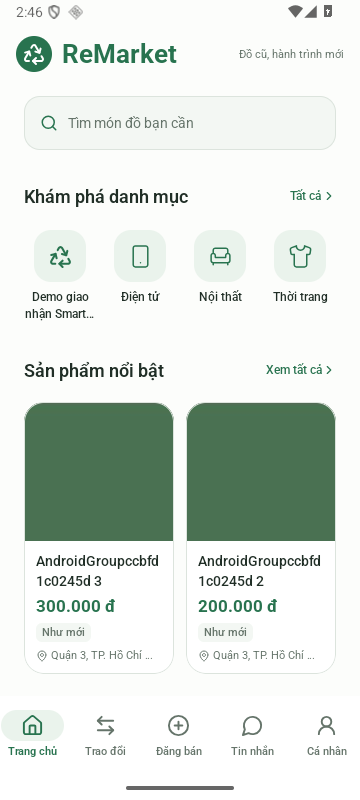 2:46
ReMarket
Đồ cũ, hành trình mới
Tìm món đồ bạn cần
Khám phá danh mục
Tất cả
Demo giao
nhận Smart...
Điện tử
Nội thất
Thời trang
Sản phẩm nổi bật
Xem tất cả
AndroidGroupccbfd
1c0245d 3
300.000 đ
Như mới
Quận 3, TP. Hồ Chí ...
AndroidGroupccbfd
1c0245d 2
200.000 đ
Như mới
Quận 3, TP. Hồ Chí ...
Trang chủ
Trao đổi
Đăng bán
Tin nhắn
Cá nhân